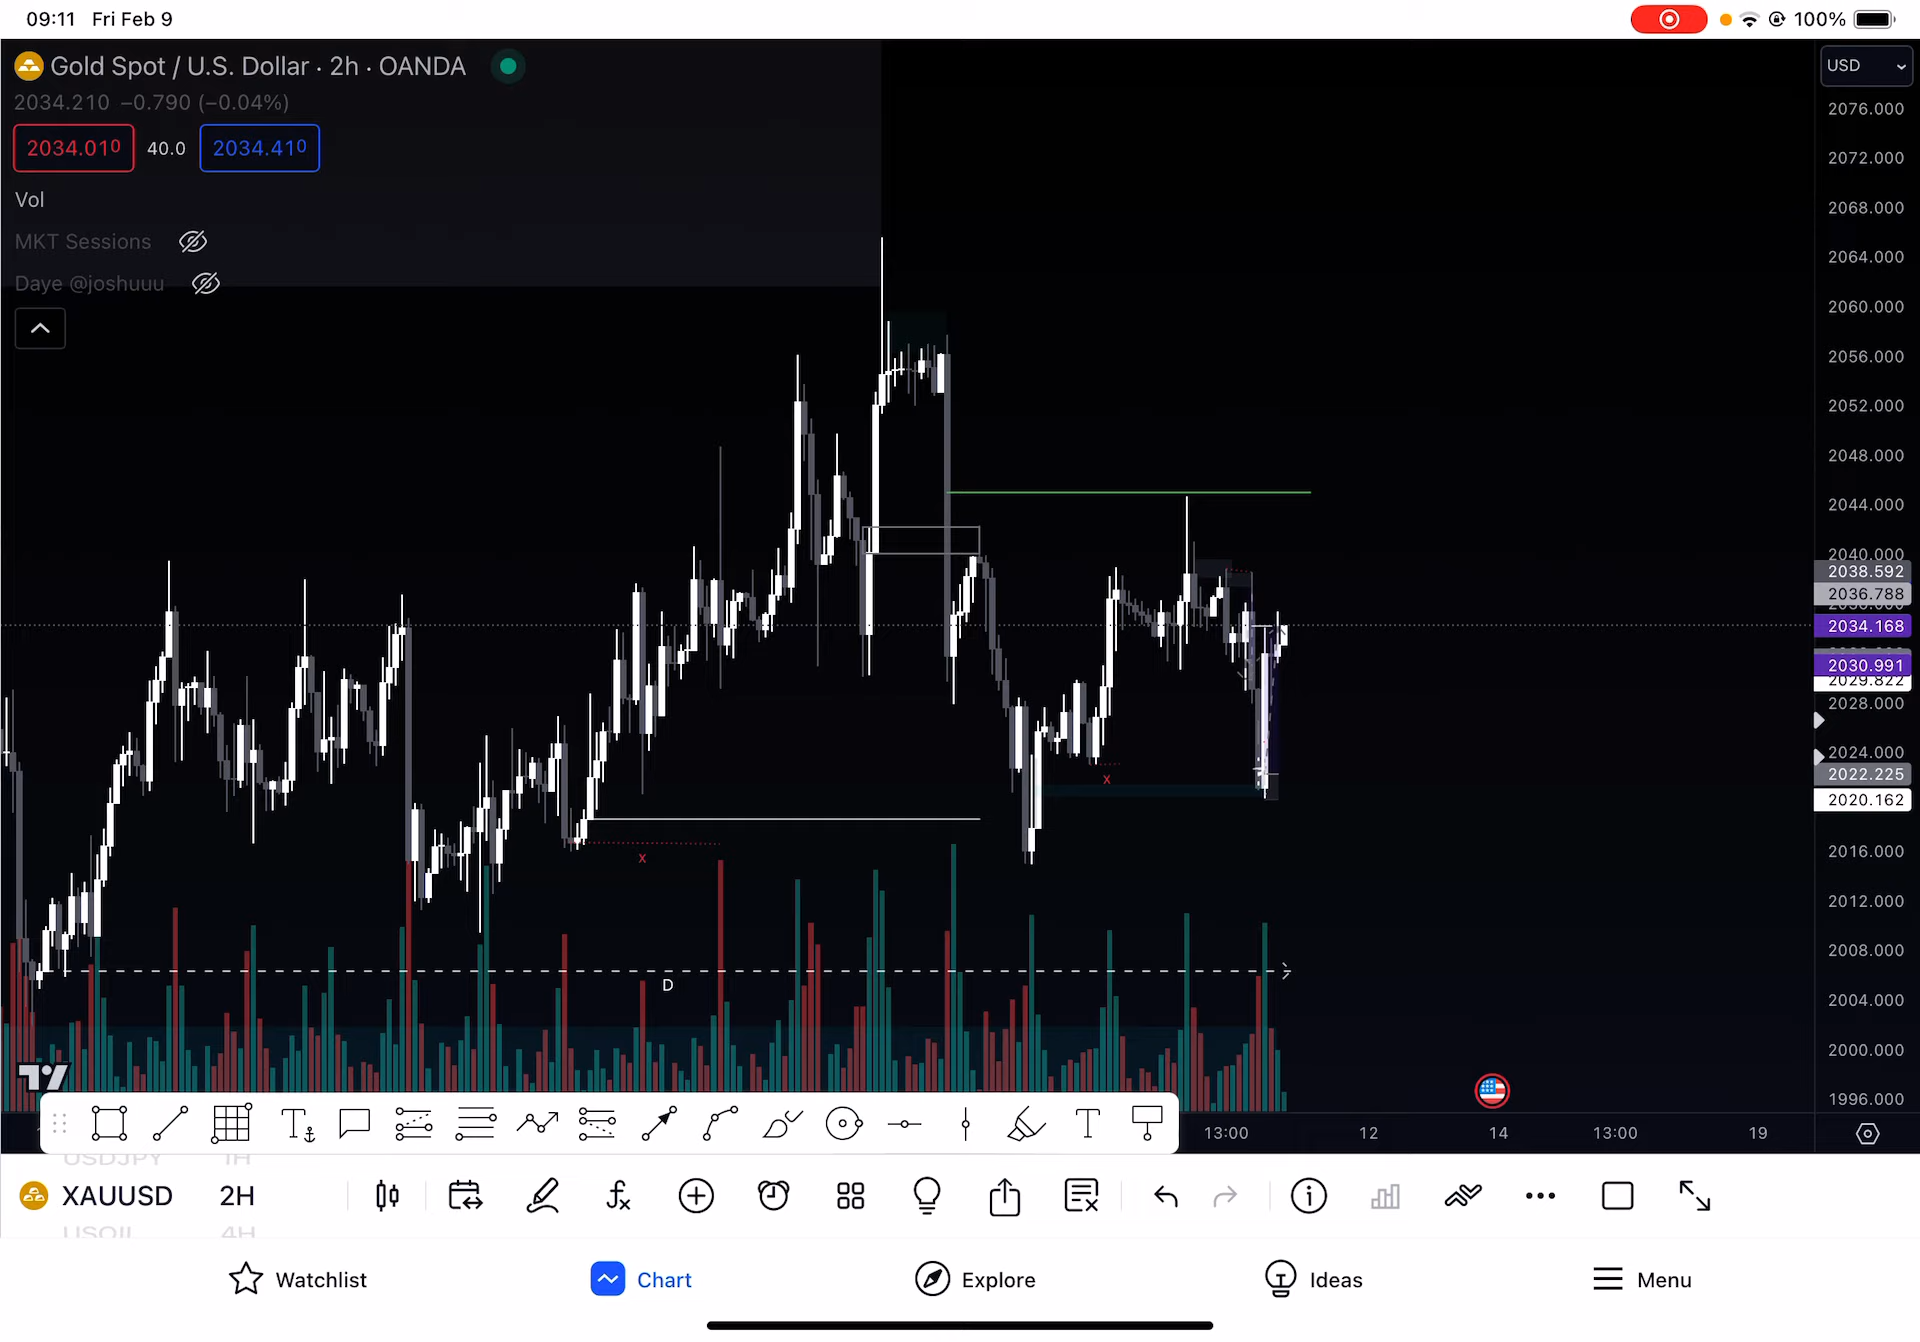 09:11 Fri Feb 9
100%
Gold Spot / U.S. Dollar · 2h · OANDA
USD
2034.210 −0.790 (−0.04%)
2034.010 40.0 2034.410
Vol
MKT Sessions
Daye @joshuuu
2076.000
2072.000
2068.000
2064.000
2060.000
2056.000
2052.000
2048.000
2044.000
2040.000
2038.592
2036.788
2034.168
2030.991
2029.822
2028.000
2024.000
2022.225
2020.162
2016.000
2012.000
2008.000
2004.000
2000.000
1996.000
x
x
D
13:00 12 14 13:00 19
USDJPY 1H
XAUUSD 2H
USOIL 4H
Watchlist Chart Explore Ideas Menu